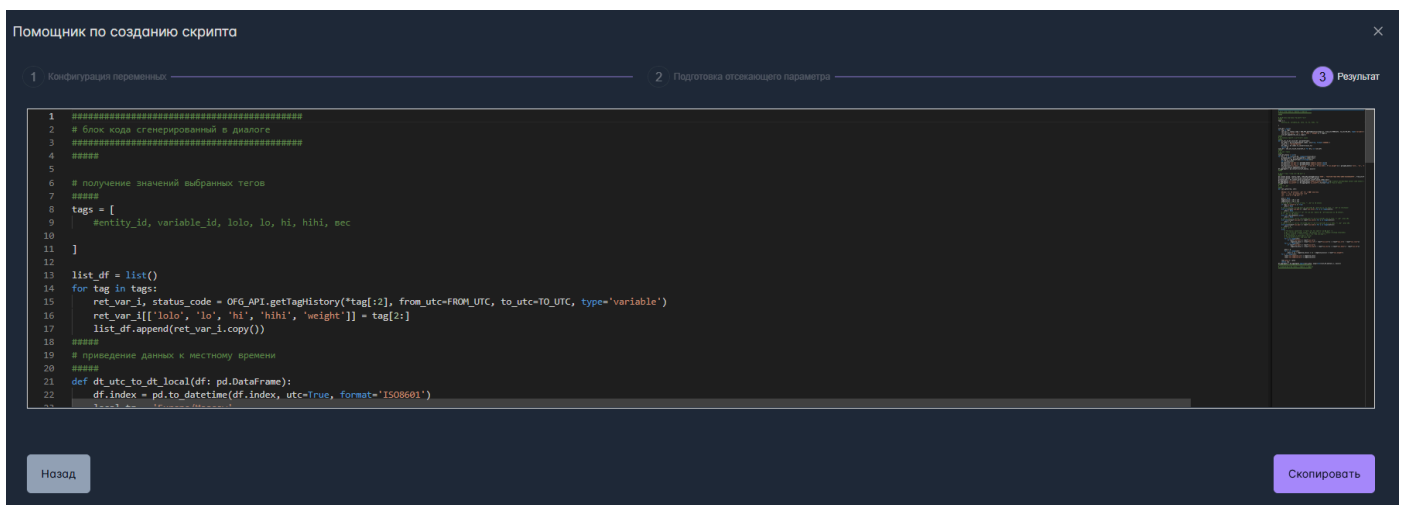 Помощник по созданию скрипта
1 Конфигурация переменных
2 Подготовка отсекающего параметра
3 Результат
1 ###########################################
2 # блок кода сгенерированный в диалоге
3 ###########################################
4 #####
5
6 # получение значений выбранных тегов
7 #####
8 tags = [
9 #entity_id, variable_id, lolo, lo, hi, hihi, вес
10
11 ]
12
13 list_df = list()
14 for tag in tags:
15 ret_var_i, status_code = OFG_API.getTagHistory(*tag[:2], from_utc=FROM_UTC, to_utc=TO_UTC, type='variable')
16 ret_var_i[['lolo', 'lo', 'hi', 'hihi', 'weight']] = tag[2:]
17 list_df.append(ret_var_i.copy())
18 #####
19 # приведение данных к местному времени
20 #####
21 def dt_utc_to_dt_local(df: pd.DataFrame):
22 df.index = pd.to_datetime(df.index, utc=True, format='ISO8601')
Назад
Скопировать